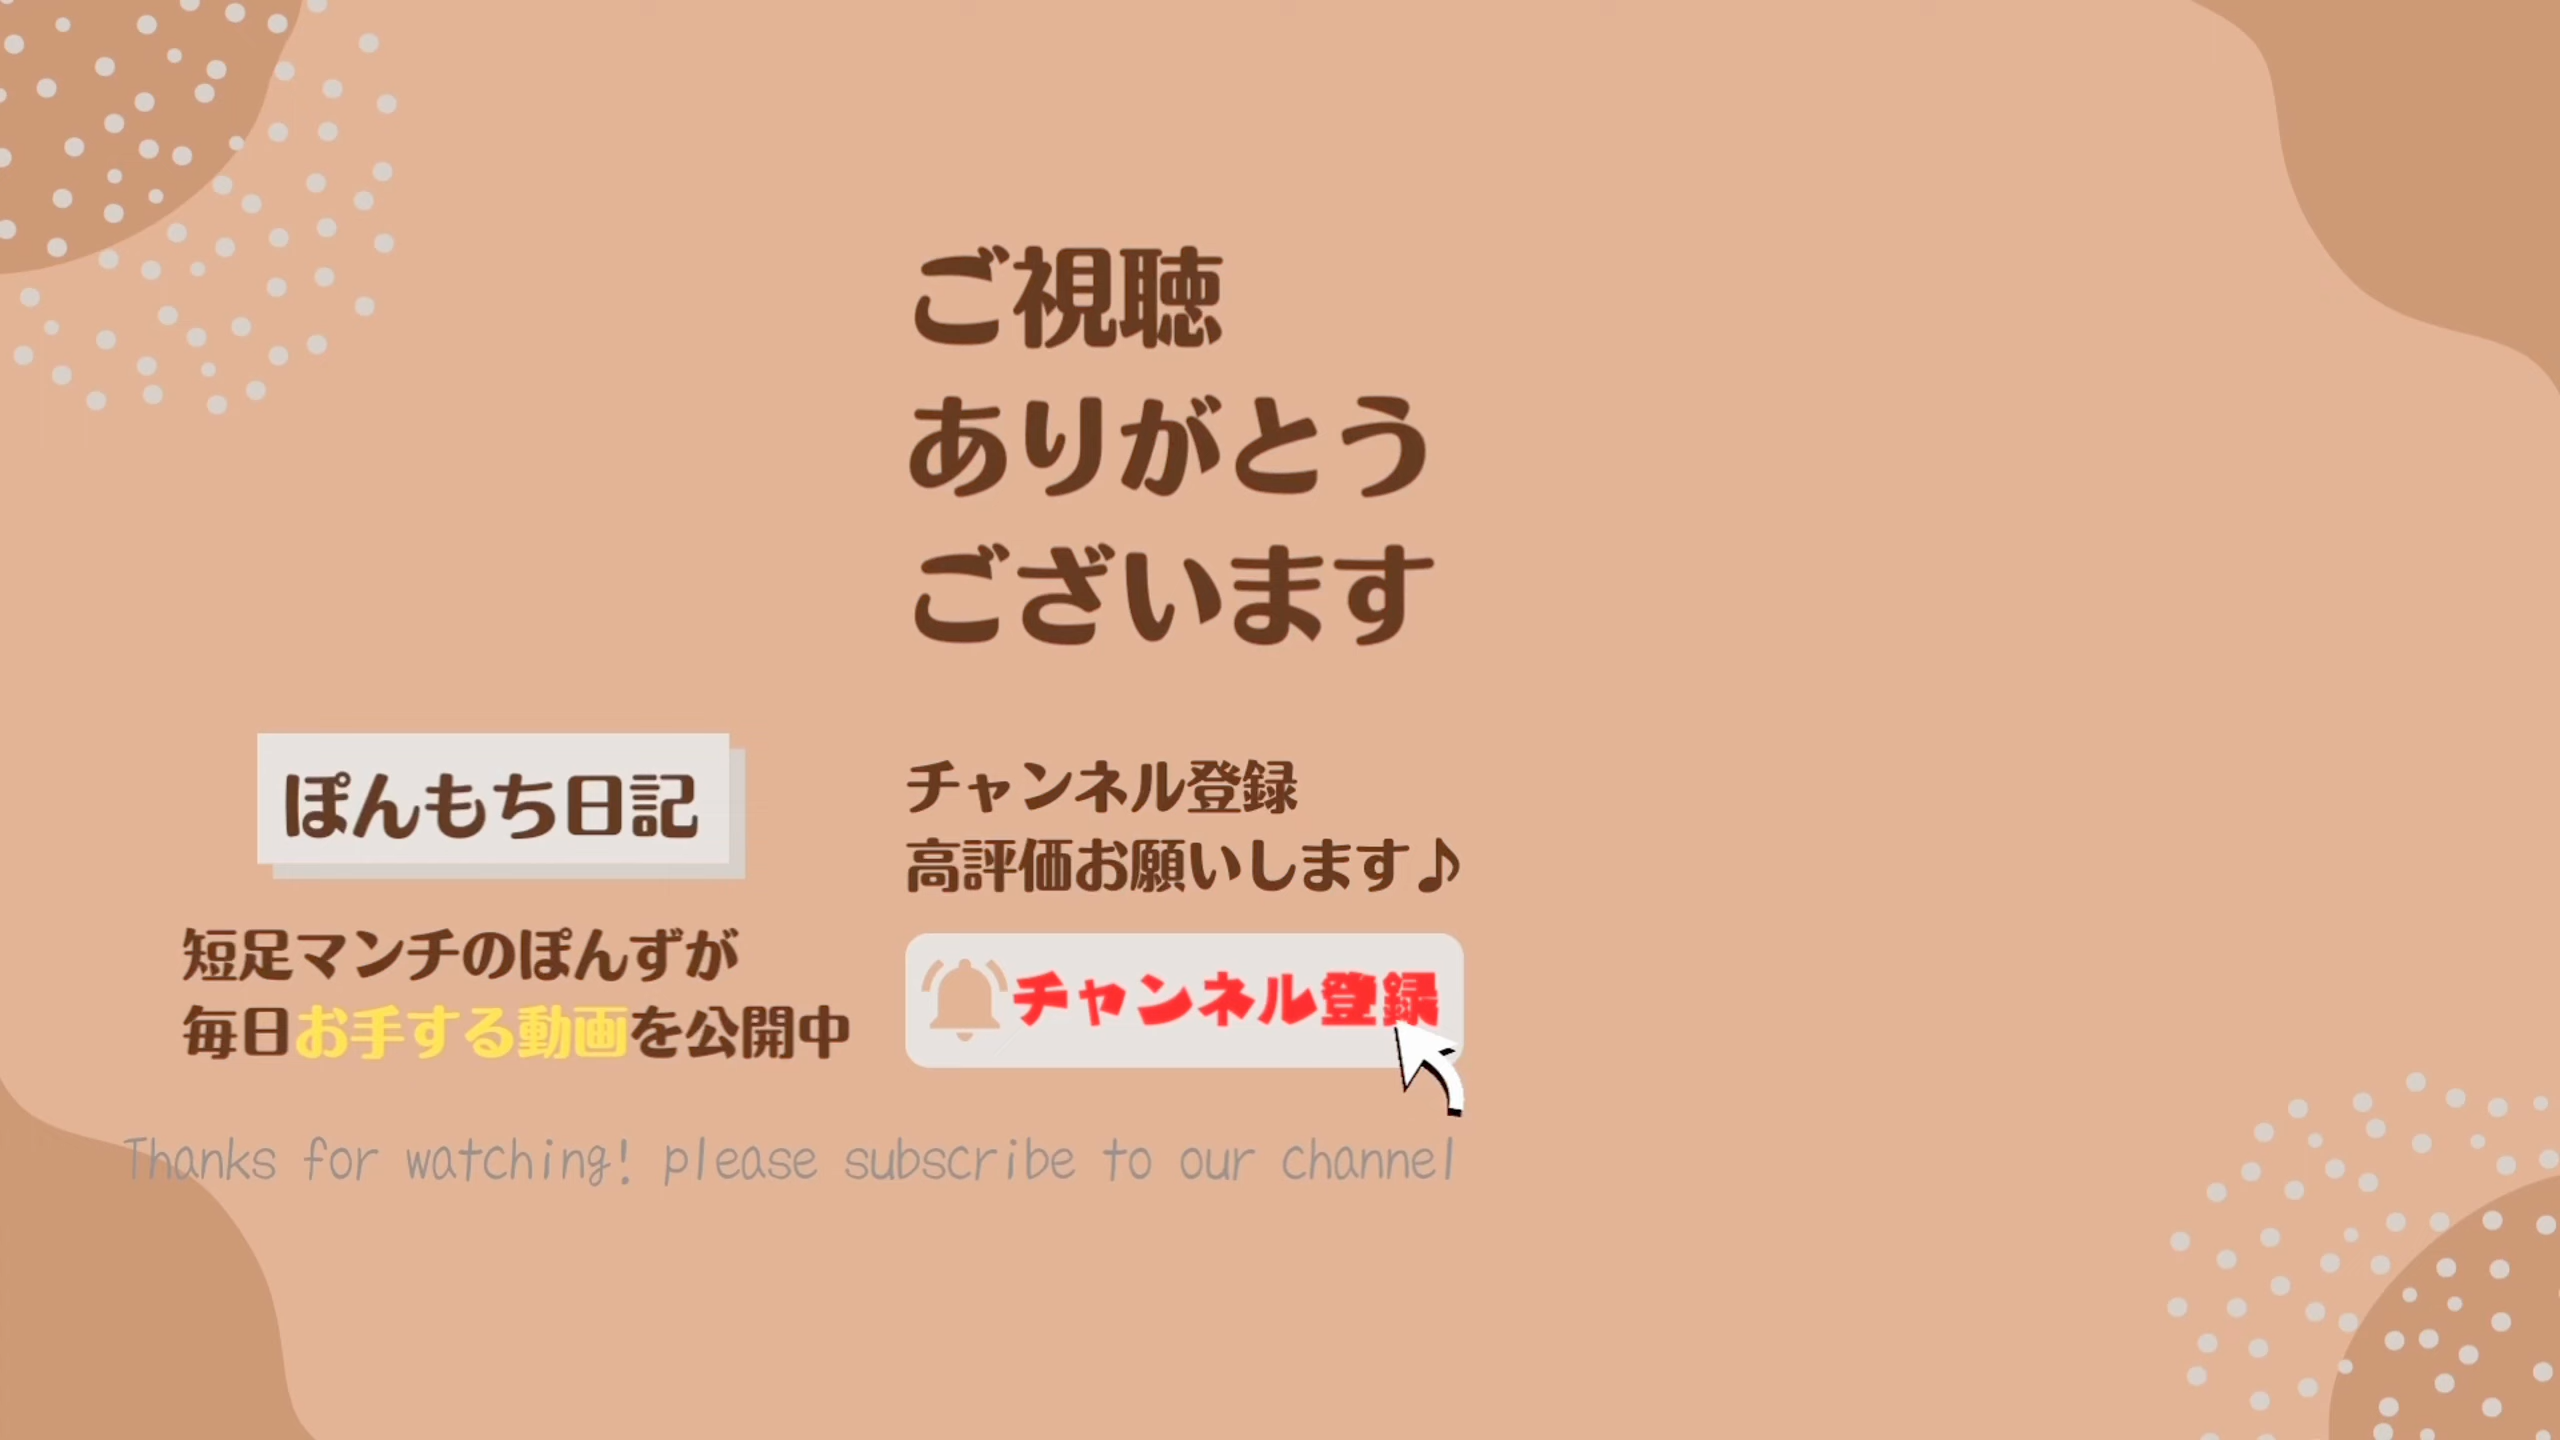 ご視聴
ありがとう
ございます
ぽんもち日記
短足マンチのぽんずが
毎日お手する動画を公開中
チャンネル登録
高評価お願いします♪
チャンネル登録
Thanks for watching! please subscribe to our channel